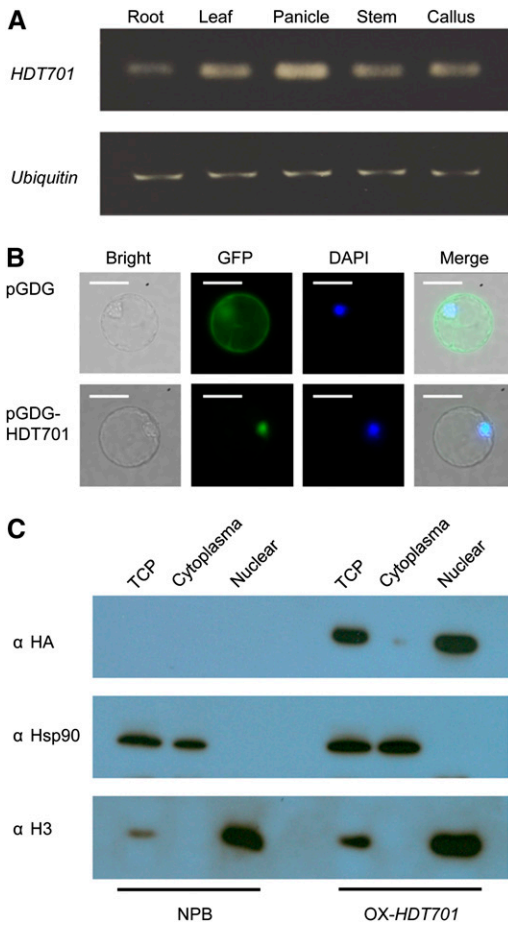 A
Root Leaf Panicle Stem Callus
HDT701
Ubiquitin
B
Bright GFP DAPI Merge
pGDG
pGDG-
HDT701
C
TCP Cytoplasma Nuclear TCP Cytoplasma Nuclear
α HA
α Hsp90
α H3
NPB OX-HDT701